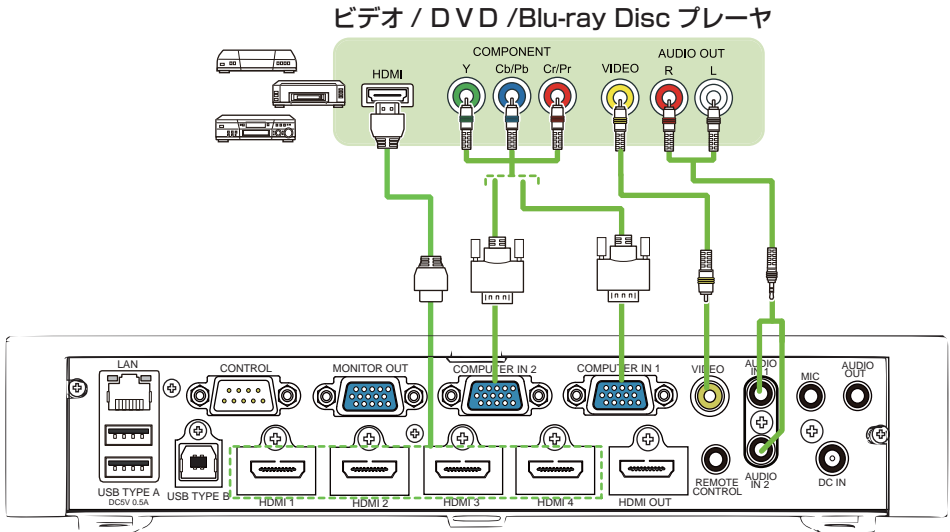 ビデオ / ＤＶＤ /Blu-ray Disc プレーヤ
COMPONENT
AUDIO OUT
HDMI
Y
Cb/Pb
Cr/Pr
VIDEO
R
L
LAN
CONTROL
MONITOR OUT
COMPUTER IN 2
COMPUTER IN 1
VIDEO
AUDIO
IN 1
MIC
AUDIO
OUT
USB TYPE A
DC5V 0.5A
USB TYPE B
HDMI 1
HDMI 2
HDMI 3
HDMI 4
HDMI OUT
REMOTE
CONTROL
AUDIO
IN 2
DC IN